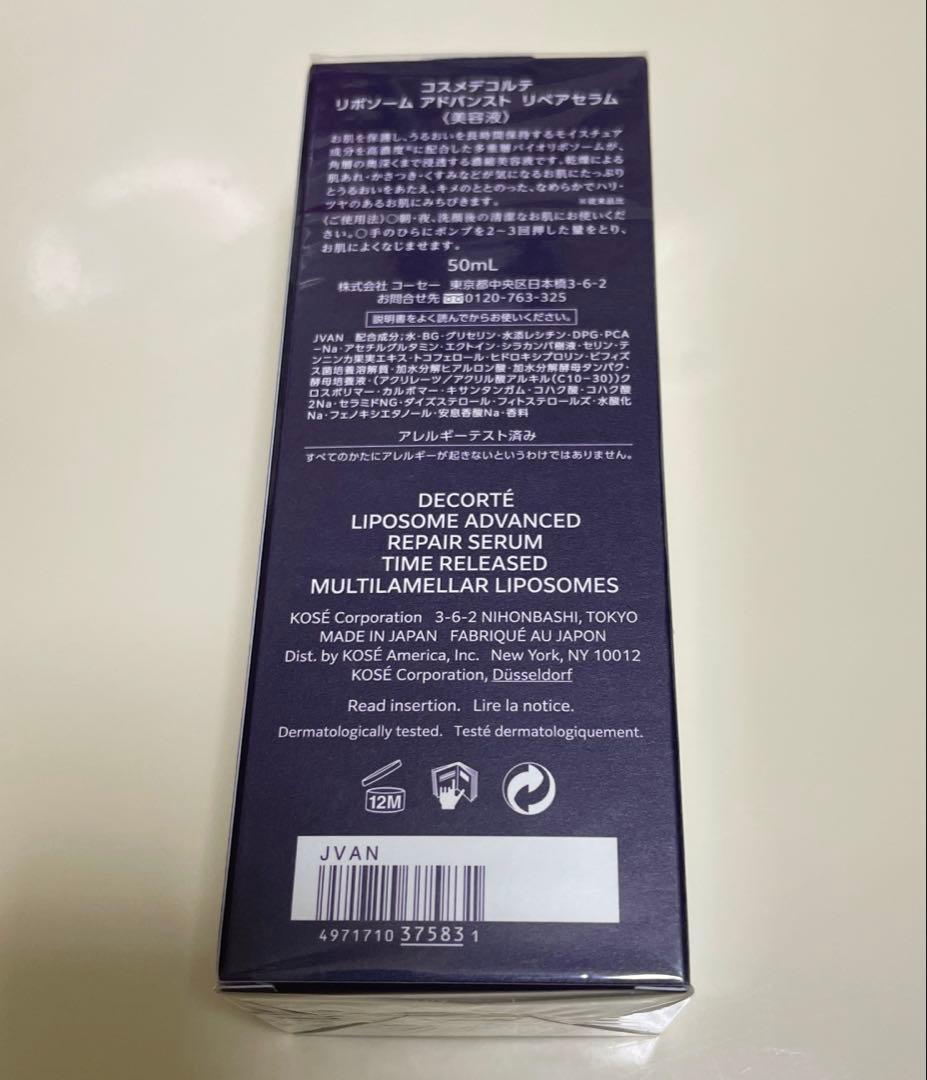 コスメデコルテ
リポソーム アドバンスト リペアセラム
〈美容液〉
お肌を保護し、うるおいを長時間保持するモイスチュア
成分を高濃度※に配合した多重層バイオリポソームが、
角層の奥深くまで浸透する濃縮美容液です。乾燥による
肌あれ・かさつき・くすみなどが気になるお肌にたっぷり
とうるおいをあたえ、キメのととのった、なめらかでハリ・
ツヤのあるお肌にみちびきます。 ※従来品比
〈ご使用法〉○朝・夜、洗顔後の清潔なお肌にお使いくだ
さい。○手のひらにポンプを2~3回押した量をとり、
お肌によくなじませます。
50mL
株式会社 コーセー 東京都中央区日本橋3-6-2
お問合せ先 0120-763-325
説明書をよく読んでからお使いください。
JVAN 配合成分;水・BG・グリセリン・水添レシチン・DPG・PCA
-Na・アセチルグルタミン・エクトイン・シラカンバ樹液・セリン・テ
ンニンカ果実エキス・トコフェロール・ヒドロキシプロリン・ビフィズ
ス菌培養溶解質・加水分解ヒアルロン酸・加水分解酵母タンパク・
酵母培養液・(アクリレーツ/アクリル酸アルキル(C10-30))ク
ロスポリマー・カルボマー・キサンタンガム・コハク酸・コハク酸
2Na・セラミドNG・ダイズステロール・フィトステロールズ・水酸化
Na・フェノキシエタノール・安息香酸Na・香料
アレルギーテスト済み
すべてのかたにアレルギーが起きないというわけではありません。
DECORTÉ
LIPOSOME ADVANCED
REPAIR SERUM
TIME RELEASED
MULTILAMELLAR LIPOSOMES
KOSÉ Corporation 3-6-2 NIHONBASHI, TOKYO
MADE IN JAPAN FABRIQUÉ AU JAPON
Dist. by KOSÉ America, Inc. New York, NY 10012
KOSÉ Corporation, Düsseldorf
Read insertion. Lire la notice.
Dermatologically tested. Testé dermatologiquement.
12M
JVAN
4971710 37583 1